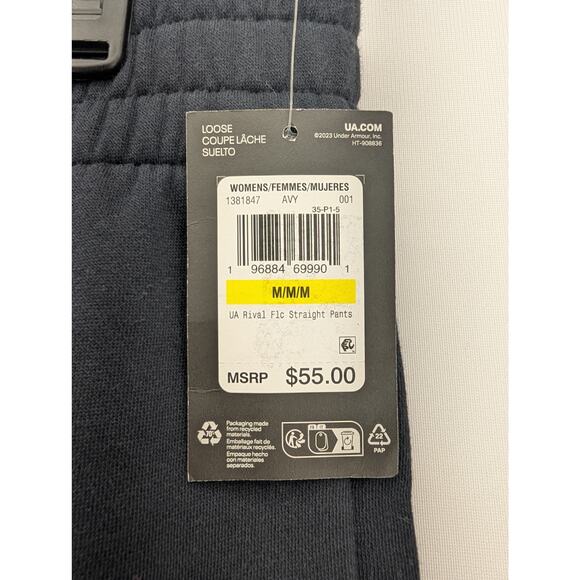 LOOSE
COUPE LÂCHE
SUELTO
UA.COM
©2023 Under Armour, Inc.
HT-908836
WOMENS/FEMMES/MUJERES
1381847 AVY 001
35-P1-5
1 96884 69990 1
M/M/M
UA Rival Flc Straight Pants
MSRP $55.00
Packaging made
from recycled
materials.
Emballage fait de
matériaux recyclés.
Empaque hecho
con materiales
separados.
22
PAP